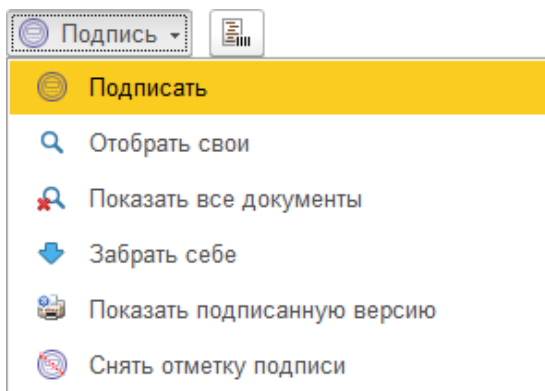 Подпись
Подписать
Отобрать свои
Показать все документы
Забрать себе
Показать подписанную версию
Снять отметку подписи